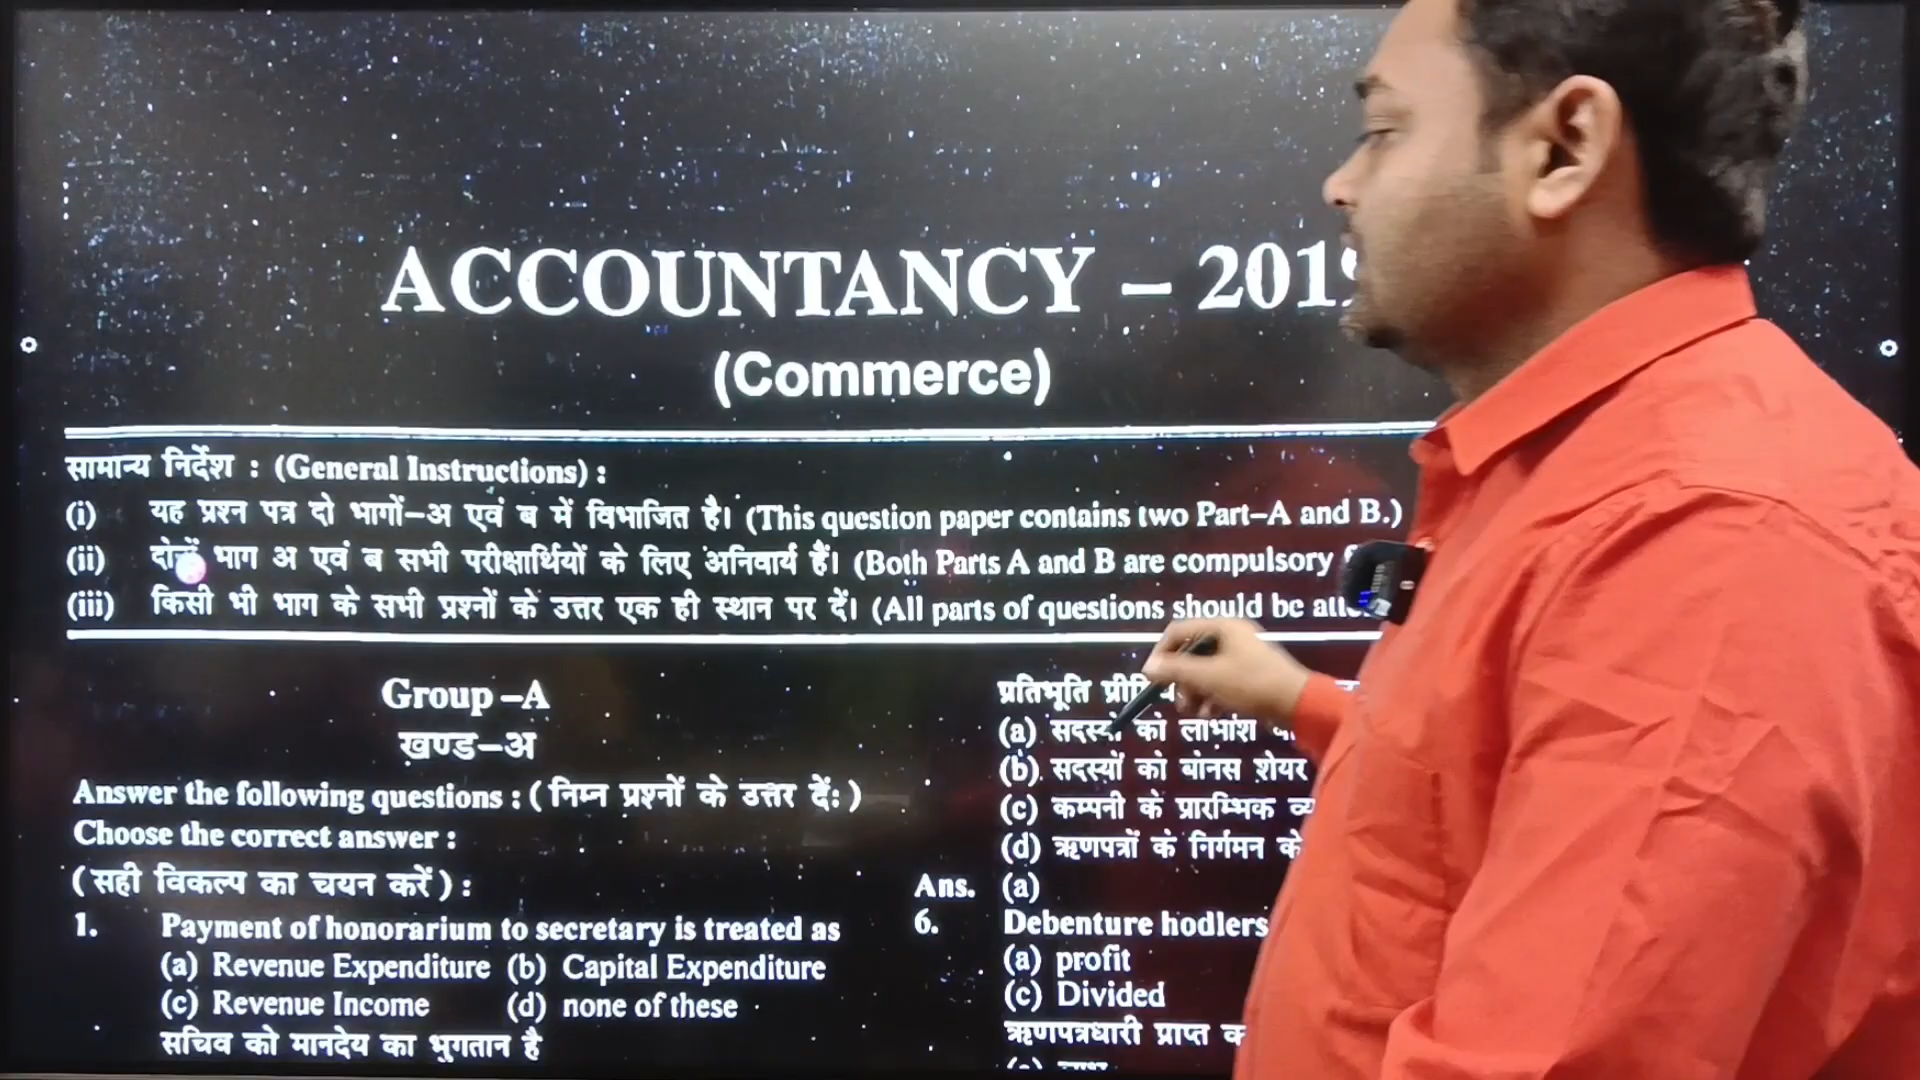 ACCOUNTANCY – 2019
(Commerce)
सामान्य निर्देश : (General Instructions) :
(i) यह प्रश्न पत्र दो भागों–अ एवं ब में विभाजित है। (This question paper contains two Part–A and B.)
(ii) दोनों भाग अ एवं ब सभी परीक्षार्थियों के लिए अनिवार्य हैं। (Both Parts A and B are compulsory
(iii) किसी भी भाग के सभी प्रश्नों के उत्तर एक ही स्थान पर दें। (All parts of questions should be
Group –A
खण्ड–अ
Answer the following questions : ( निम्न प्रश्नों के उत्तर दें: )
Choose the correct answer :
( सही विकल्प का चयन करें ) :
1. Payment of honorarium to secretary is treated as
(a) Revenue Expenditure (b) Capital Expenditure
(c) Revenue Income (d) none of these
सचिव को मानदेय का भुगतान है
प्रतिभूति
(a) सदस्यों को लाभांश
(b) सदस्यों को बोनस शेयर
(c) कम्पनी के प्रारम्भिक
(d) ऋणपत्रों के निर्गमन
Ans. (a)
6. Debenture hodlers
(a) profit
(c) Divided
ऋणपत्रधारी प्राप्त